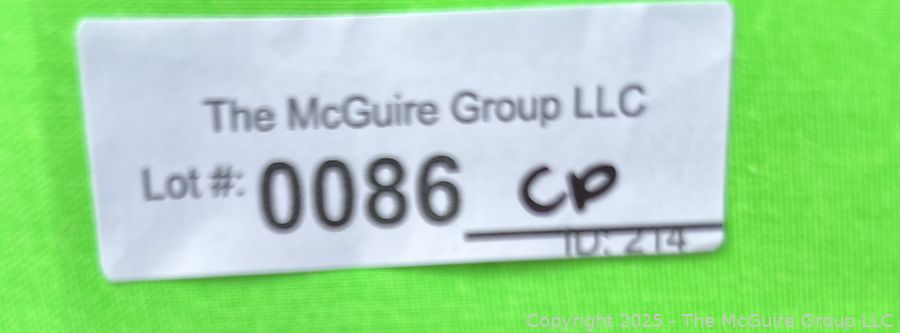 The McGuire Group LLC
Lot #: 0086 CP
ID: 214
Copyright 2025 - The McGuire Group LLC